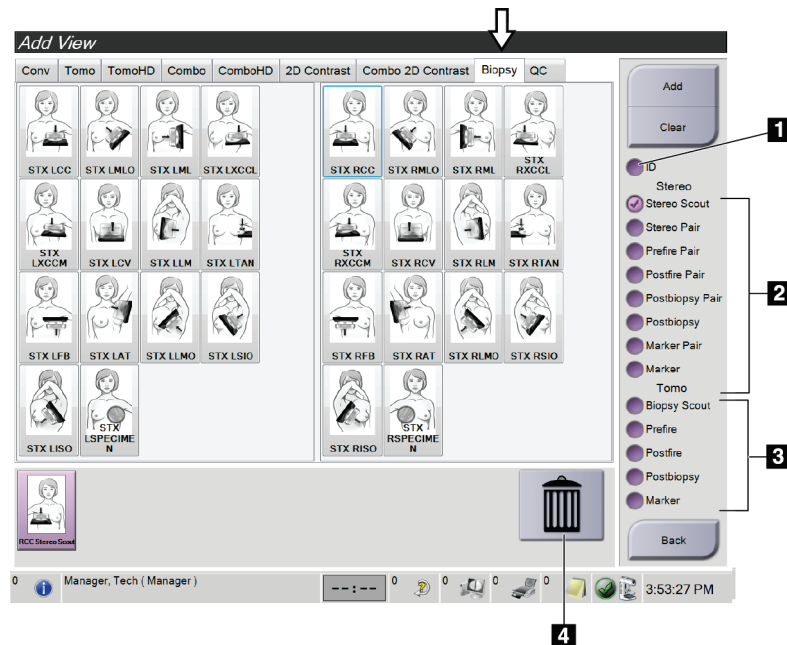 Add View
Conv Tomo TomoHD Combo ComboHD 2D Contrast Combo 2D Contrast Biopsy QC
STX LCC STX LMLO STX LML STX LXCCL
STX RCC STX RMLO STX RML STX
RXCCL
STX
LXCCM STX LCV STX LLM STX LTAN
STX
RXCCM STX RCV STX RLM STX RTAN
STX LFB STX LAT STX LLMO STX LSIO
STX RFB STX RAT STX RLMO STX RSIO
STX LISO STX
LSPECIME
N
STX RISO STX
RSPECIME
N
Add
Clear
ID
Stereo
Stereo Scout
Stereo Pair
Prefire Pair
Postfire Pair
Postbiopsy Pair
Postbiopsy
Marker Pair
Marker
Tomo
Biopsy Scout
Prefire
Postfire
Postbiopsy
Marker
Back
1
2
3
RCC Stereo Scout
0 Manager, Tech ( Manager ) --:-- 0 0 0 0 3:53:27 PM
4